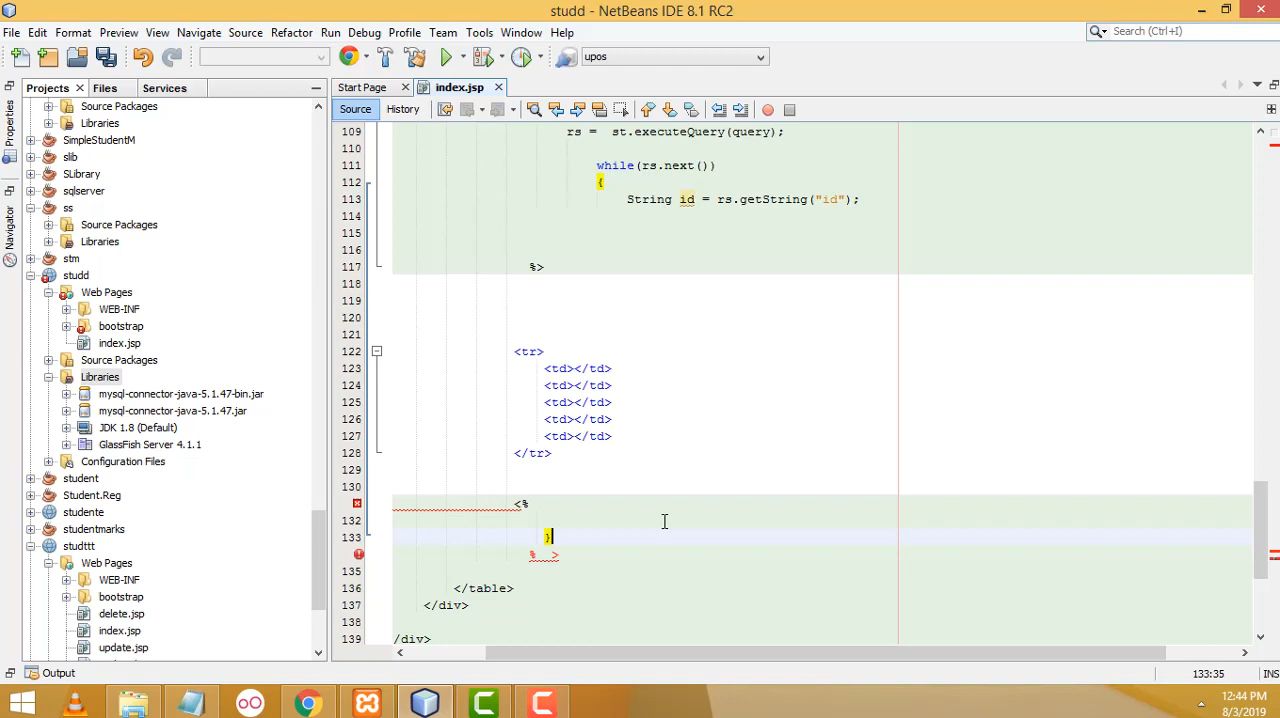 studd - NetBeans IDE 8.1 RC2
File Edit Format Preview View Navigate Source Refactor Run Debug Profile Team Tools Window Help
Search (Ctrl+I)
upos
Projects Files Services
Start Page index.jsp
Source History
Properties
Navigator
Source Packages
Libraries
SimpleStudentM
slib
SLibrary
sqlserver
ss
Source Packages
Libraries
stm
studd
Web Pages
WEB-INF
bootstrap
index.jsp
Source Packages
Libraries
mysql-connector-java-5.1.47-bin.jar
mysql-connector-java-5.1.47.jar
JDK 1.8 (Default)
GlassFish Server 4.1.1
Configuration Files
student
Student.Reg
studente
studentmarks
studttt
Web Pages
WEB-INF
bootstrap
delete.jsp
index.jsp
update.jsp
109 rs = st.executeQuery(query);
110
111 while(rs.next())
112 {
113 String id = rs.getString("id");
114
115
116
117 %>
118
119
120
121
122 <tr>
123 <td></td>
124 <td></td>
125 <td></td>
126 <td></td>
127 <td></td>
128 </tr>
129
130
<%
132
133 }
% >
135
136 </table>
137 </div>
138
139 /div>
Output
133:35 INS
12:44 PM
8/3/2019